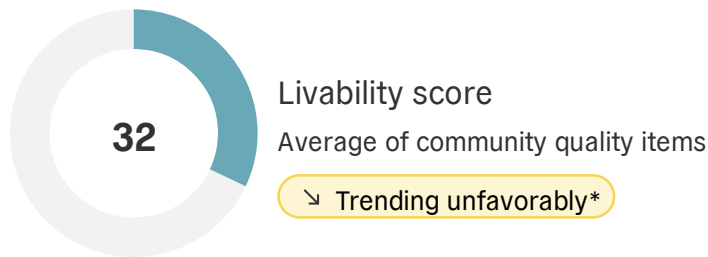 32
Livability score
Average of community quality items
↘ Trending unfavorably*